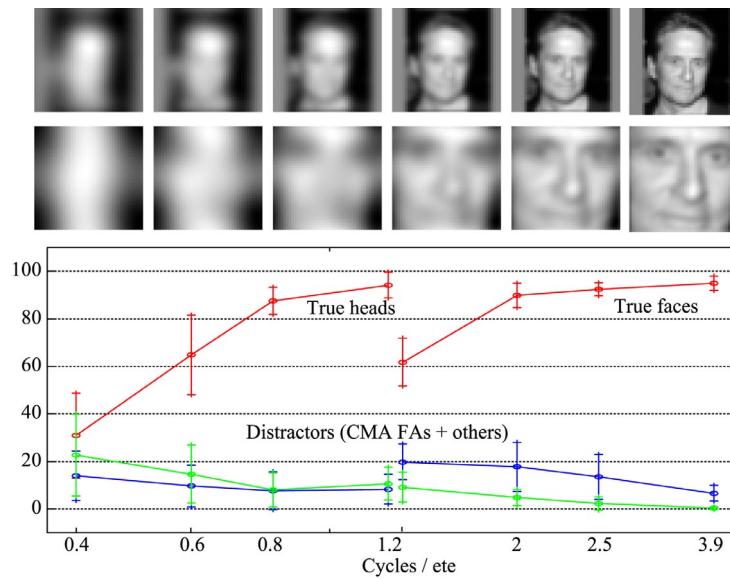 100
80
60
40
20
0
True heads
True faces
Distractors (CMA FAs + others)
0.4 0.6 0.8 1.2 2 2.5 3.9
Cycles / ete